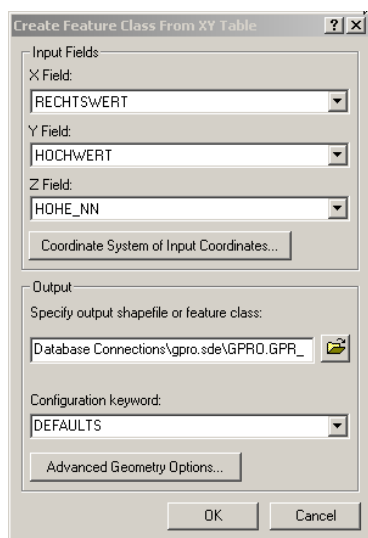 Create Feature Class From XY Table
Input Fields
X Field:
RECHTSWERT
Y Field:
HOCHWERT
Z Field:
HOHE_NN
Coordinate System of Input Coordinates...
Output
Specify output shapefile or feature class:
Database Connections\gpro.sde\GPRO.GPR_
Configuration keyword:
DEFAULTS
Advanced Geometry Options...
OK Cancel